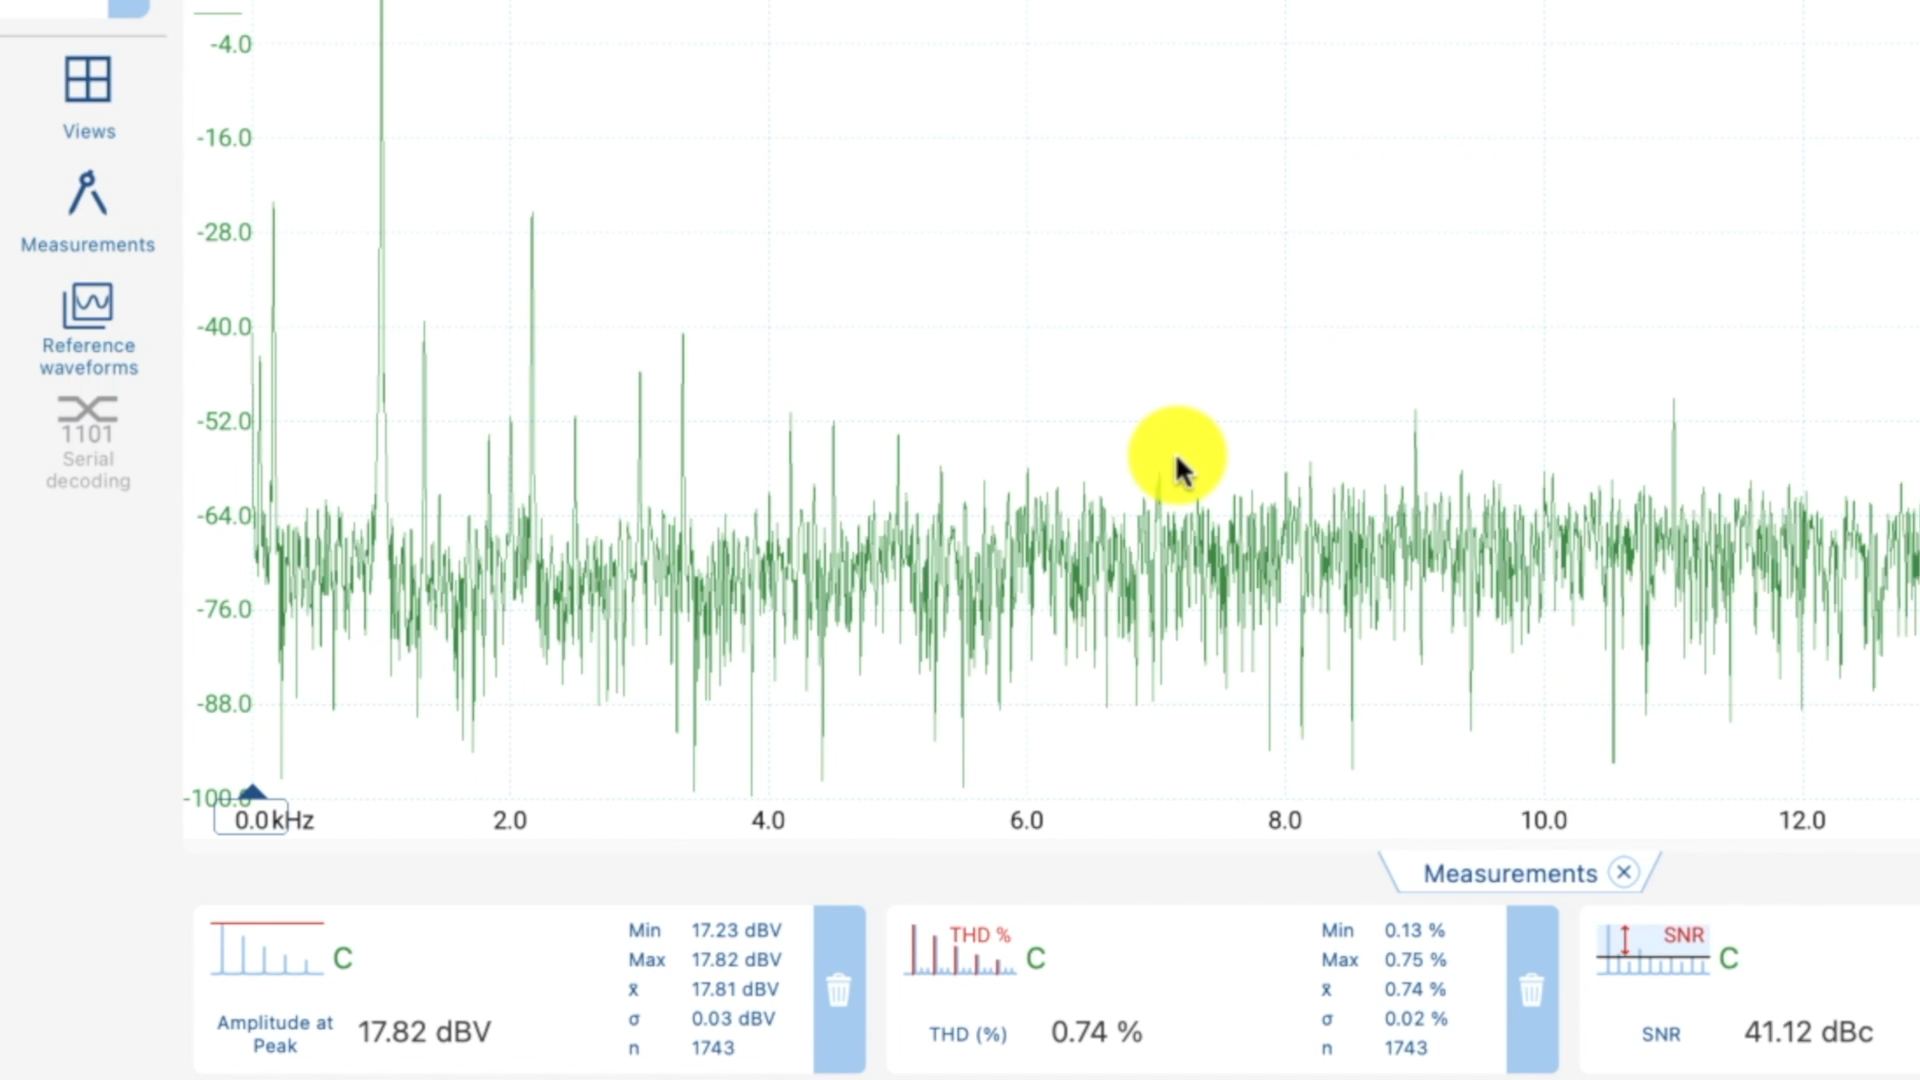 -4.0
Views
-16.0
Measurements
-28.0
-40.0
Reference
waveforms
-52.0
1101
Serial
decoding
-64.0
-76.0
-88.0
-100.0
0.0 kHz 2.0 4.0 6.0 8.0 10.0 12.0
Measurements
C
Amplitude at
Peak
17.82 dBV
Min 17.23 dBV
Max 17.82 dBV
x̄ 17.81 dBV
σ 0.03 dBV
n 1743
THD %
C
THD (%)
0.74 %
Min 0.13 %
Max 0.75 %
x̄ 0.74 %
σ 0.02 %
n 1743
SNR
C
SNR
41.12 dBc